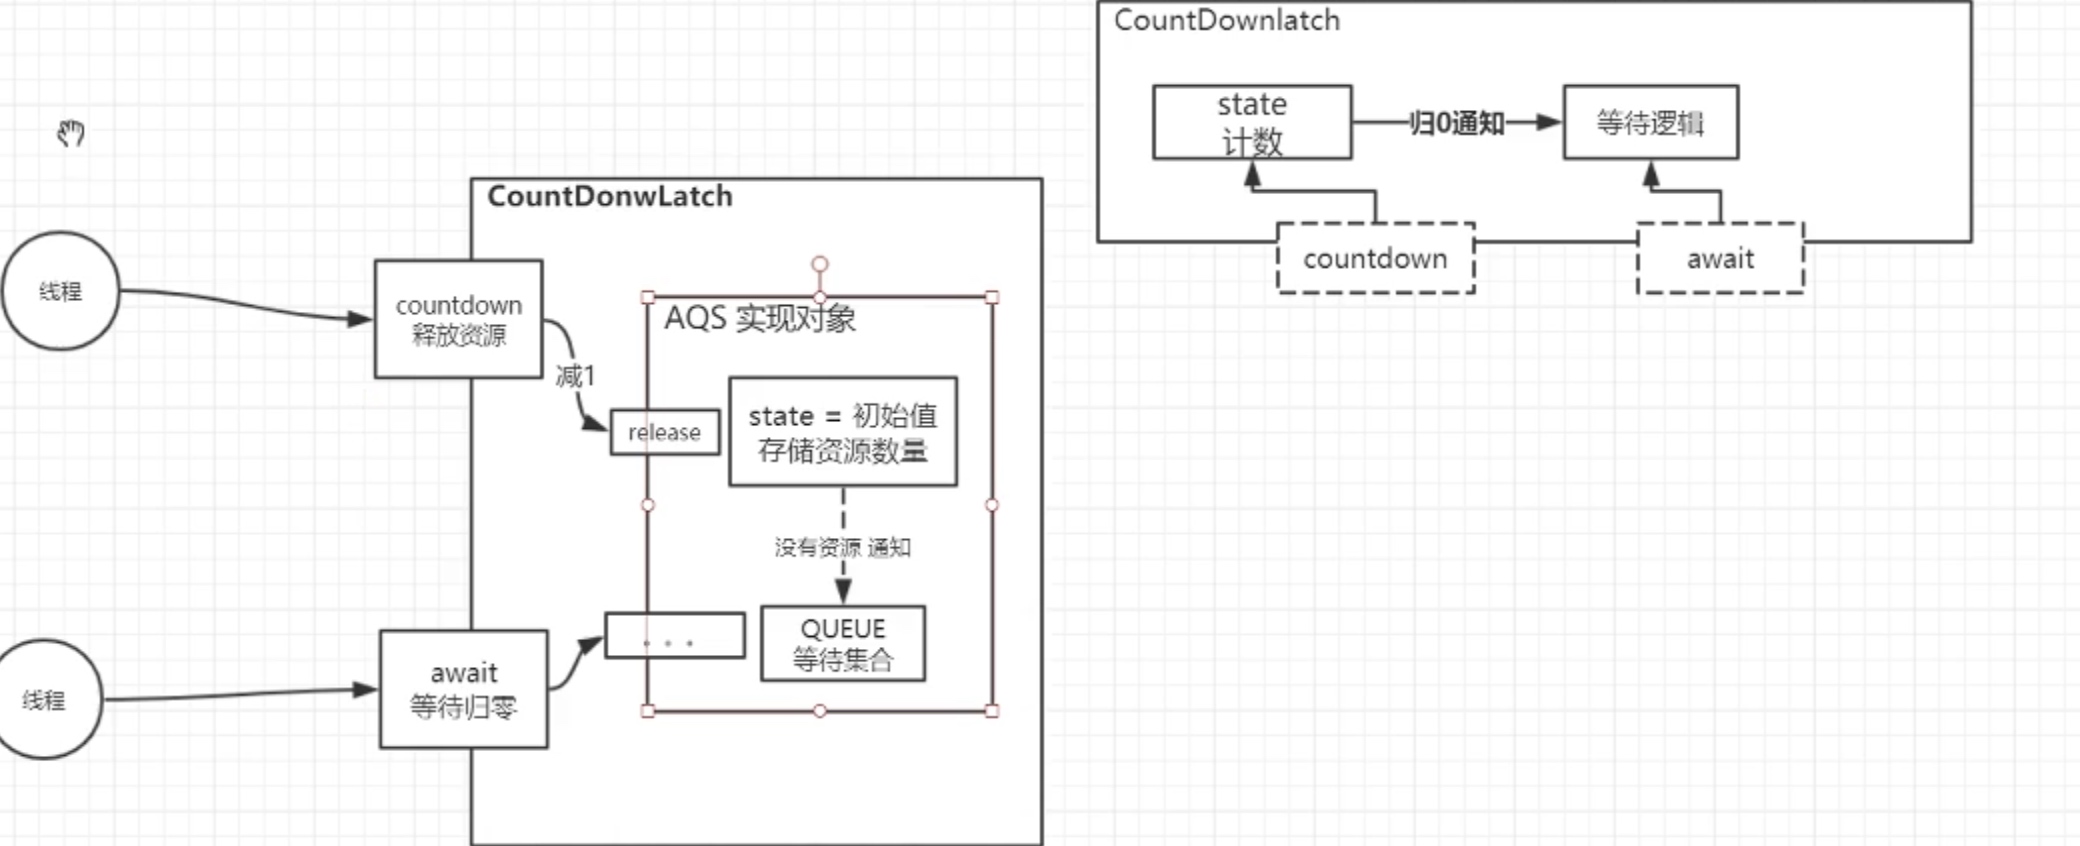 CountDownlatch
state
计数
归0通知
等待逻辑
countdown
await
CountDonwLatch
线程
countdown
释放资源
减1
AQS 实现对象
release
state = 初始值
存储资源数量
没有资源 通知
QUEUE
等待集合
. . .
线程
await
等待归零